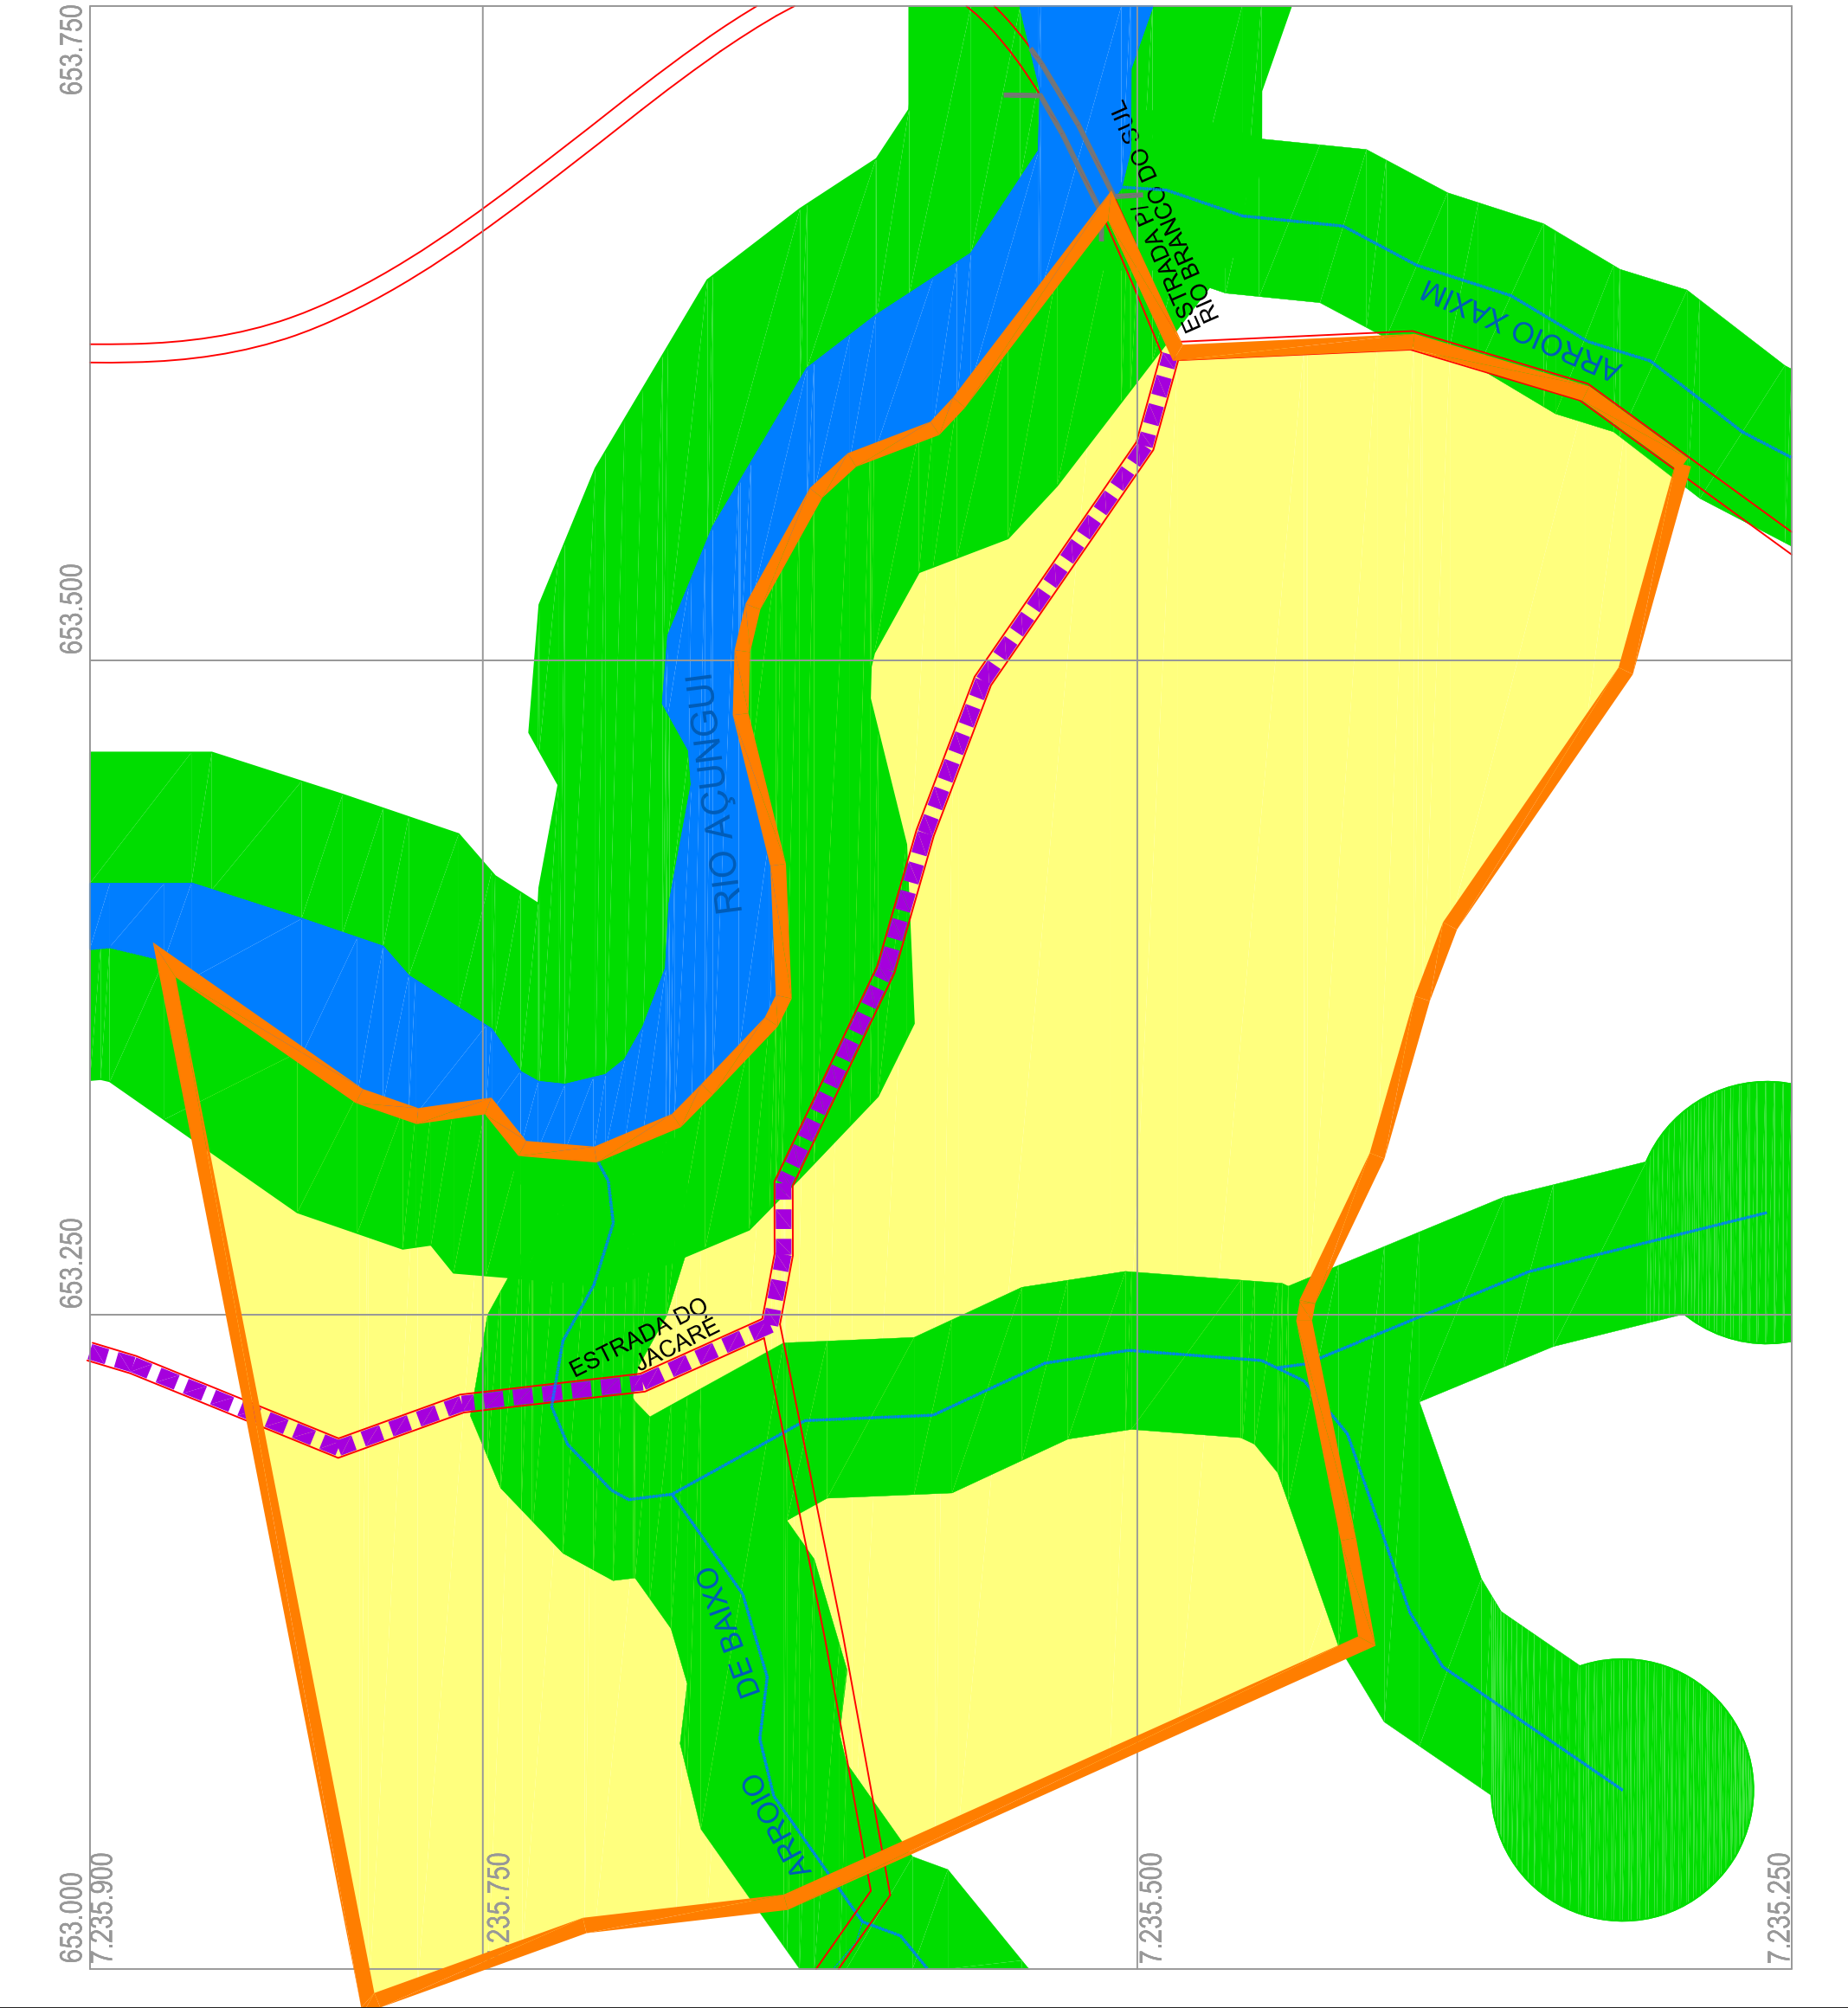 653.750
653.500
653.250
653.000
7.235.900
235.750
7.235.500
7.235.250
ESTRADA P/
RIO BRANCO DO SUL
ARROIO XAXIM
RIO AÇUNGUI
ESTRADA DO
JACARÉ
ARROIO DE BAIXO